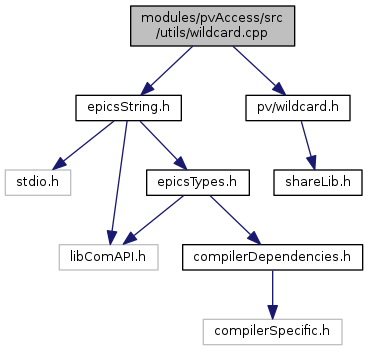 modules/pvAccess/src
/utils/wildcard.cpp
epicsString.h
pv/wildcard.h
stdio.h
epicsTypes.h
shareLib.h
libComAPI.h
compilerDependencies.h
compilerSpecific.h